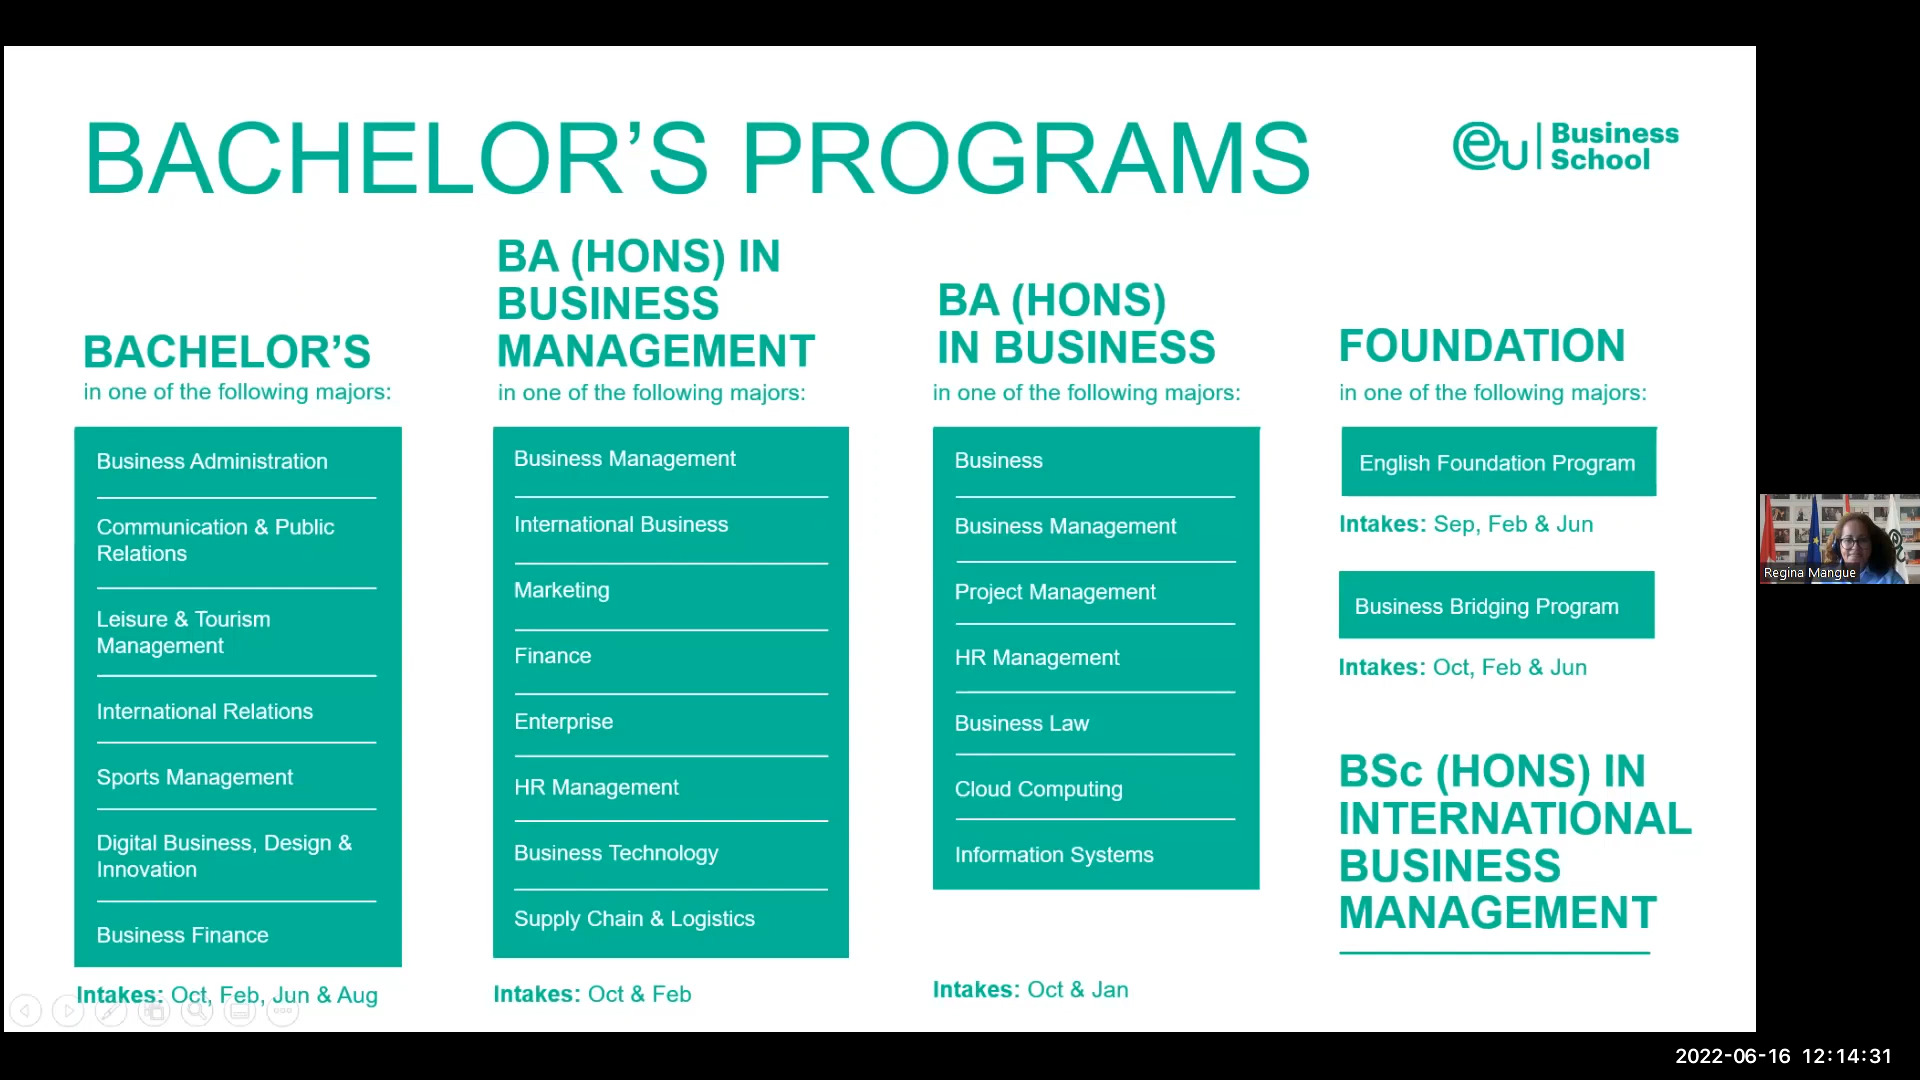 BACHELOR’S PROGRAMS
eu Business
School
BACHELOR’S
in one of the following majors:
Business Administration
Communication & Public
Relations
Leisure & Tourism
Management
International Relations
Sports Management
Digital Business, Design &
Innovation
Business Finance
Intakes: Oct, Feb, Jun & Aug
BA (HONS) IN
BUSINESS
MANAGEMENT
in one of the following majors:
Business Management
International Business
Marketing
Finance
Enterprise
HR Management
Business Technology
Supply Chain & Logistics
Intakes: Oct & Feb
BA (HONS)
IN BUSINESS
in one of the following majors:
Business
Business Management
Project Management
HR Management
Business Law
Cloud Computing
Information Systems
Intakes: Oct & Jan
FOUNDATION
in one of the following majors:
English Foundation Program
Intakes: Sep, Feb & Jun
Business Bridging Program
Intakes: Oct, Feb & Jun
BSc (HONS) IN
INTERNATIONAL
BUSINESS
MANAGEMENT
Regina Mangue
2022-06-16 12:14:31